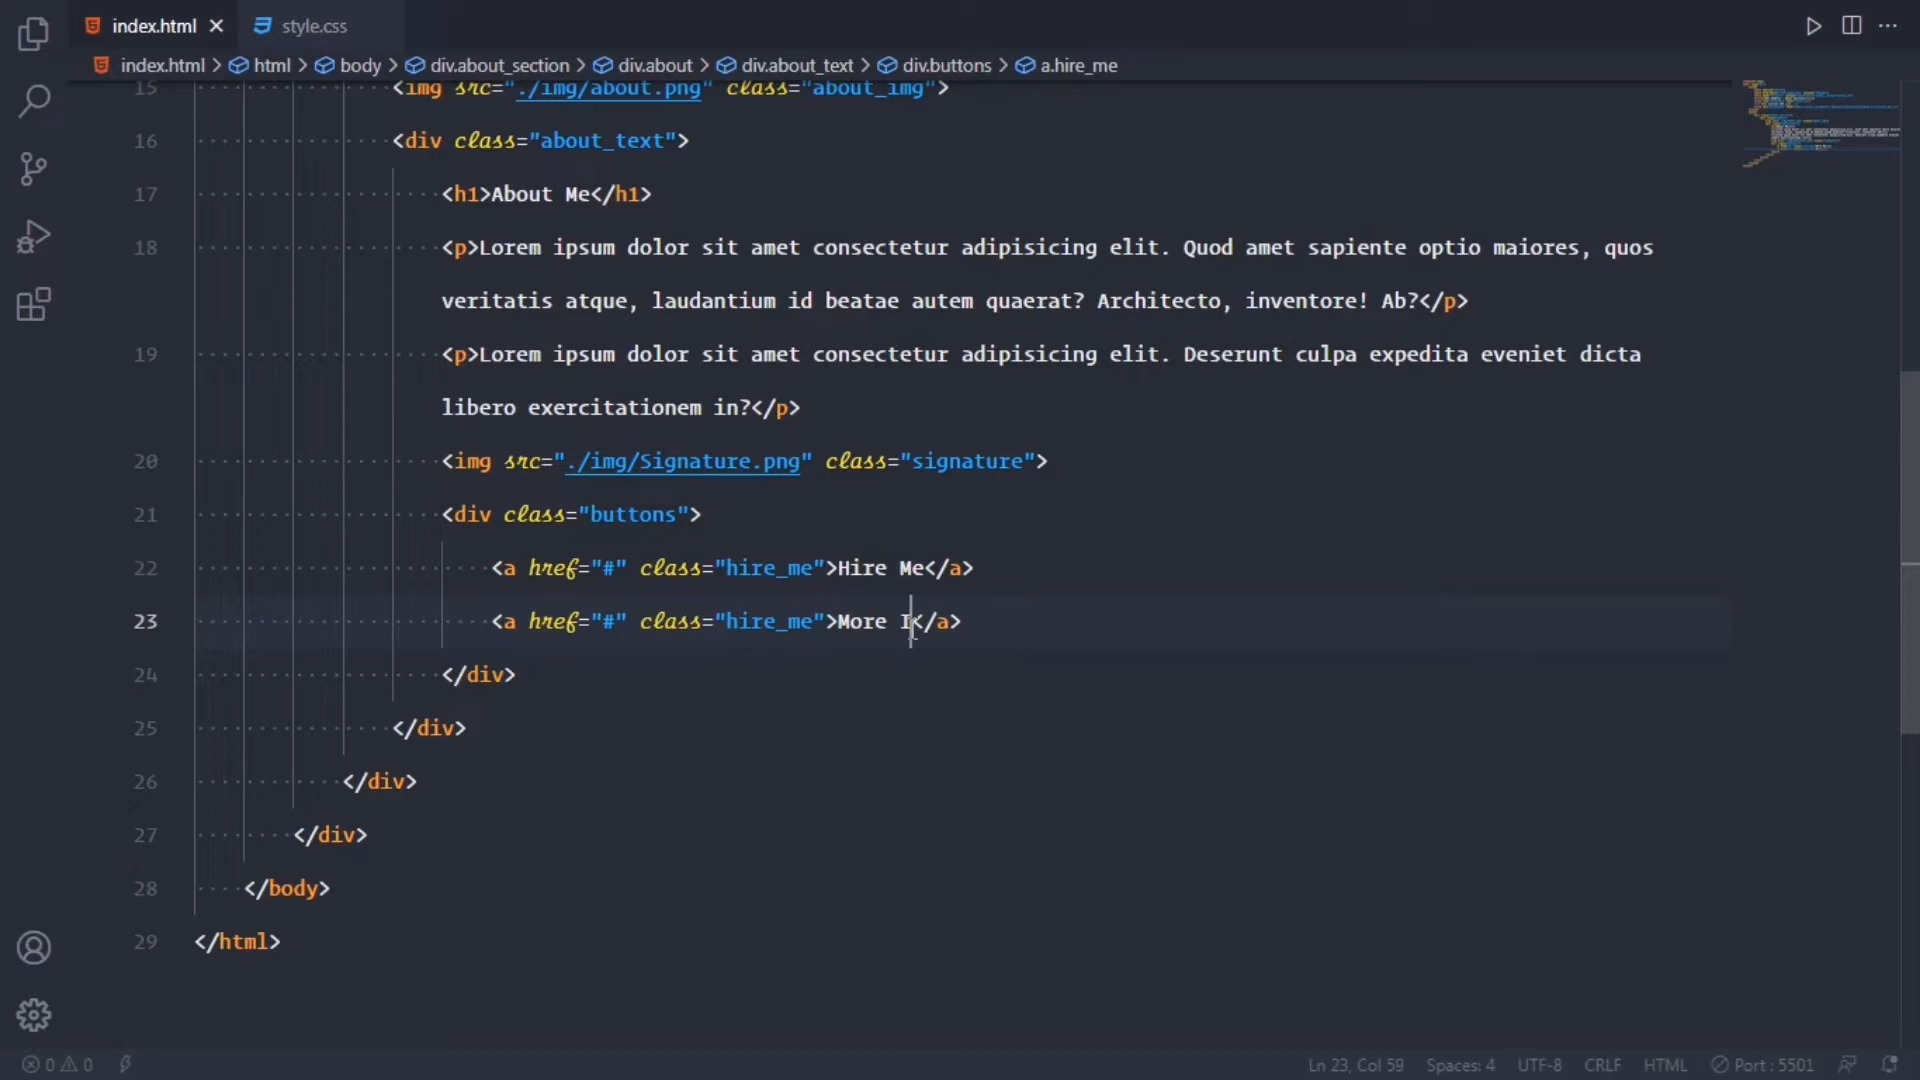 index.html style.css
index.html > html > body > div.about_section > div.about > div.about_text > div.buttons > a.hire_me
15 <img src="./img/about.png" class="about_img">
16 <div class="about_text">
17 <h1>About Me</h1>
18 <p>Lorem ipsum dolor sit amet consectetur adipisicing elit. Quod amet sapiente optio maiores, quos
veritatis atque, laudantium id beatae autem quaerat? Architecto, inventore! Ab?</p>
19 <p>Lorem ipsum dolor sit amet consectetur adipisicing elit. Deserunt culpa expedita eveniet dicta
libero exercitationem in?</p>
20 <img src="./img/Signature.png" class="signature">
21 <div class="buttons">
22 <a href="#" class="hire_me">Hire Me</a>
23 <a href="#" class="hire_me">More I</a>
24 </div>
25 </div>
26 </div>
27 </div>
28 </body>
29 </html>
0 0 Ln 23, Col 59 Spaces: 4 UTF-8 CRLF HTML Port : 5501